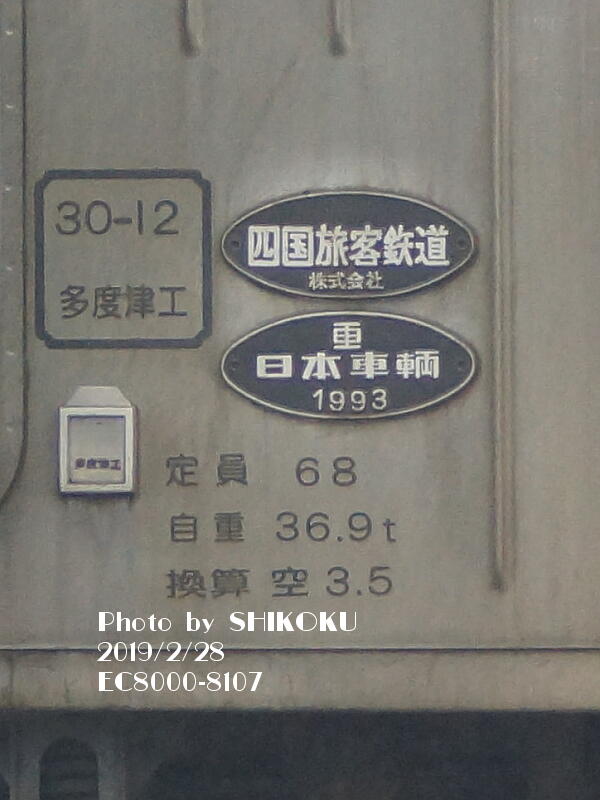 30-12
多度津工
四国旅客鉄道
株式会社
重
日本車輌
1993
多度津工
定員 68
自重 36.9t
換算 空 3.5
Photo by SHIKOKU
2019/2/28
EC8000-8107